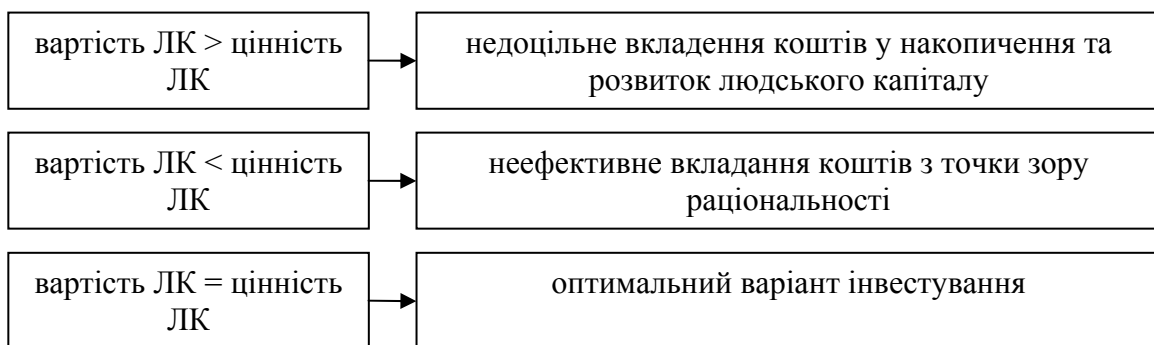 вартість ЛК > цінність
ЛК
недоцільне вкладення коштів у накопичення та
розвиток людського капіталу
вартість ЛК < цінність
ЛК
неефективне вкладання коштів з точки зору
раціональності
вартість ЛК = цінність
ЛК
оптимальний варіант інвестування